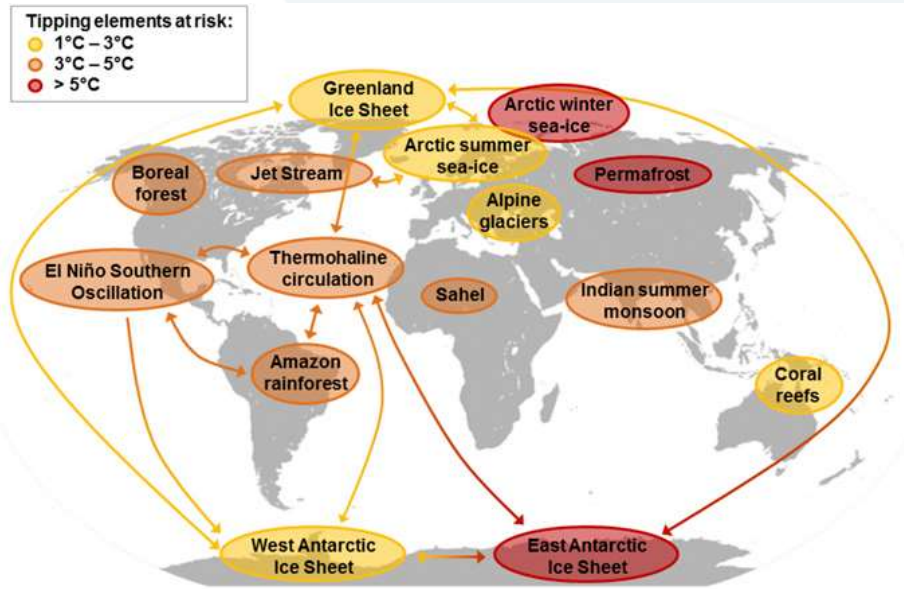 Tipping elements at risk:
1°C – 3°C
3°C – 5°C
> 5°C
Greenland
Ice Sheet
Arctic winter
sea-ice
Arctic summer
sea-ice
Boreal
forest
Jet Stream
Permafrost
Alpine
glaciers
El Niño Southern
Oscillation
Thermohaline
circulation
Sahel
Indian summer
monsoon
Amazon
rainforest
Coral
reefs
West Antarctic
Ice Sheet
East Antarctic
Ice Sheet